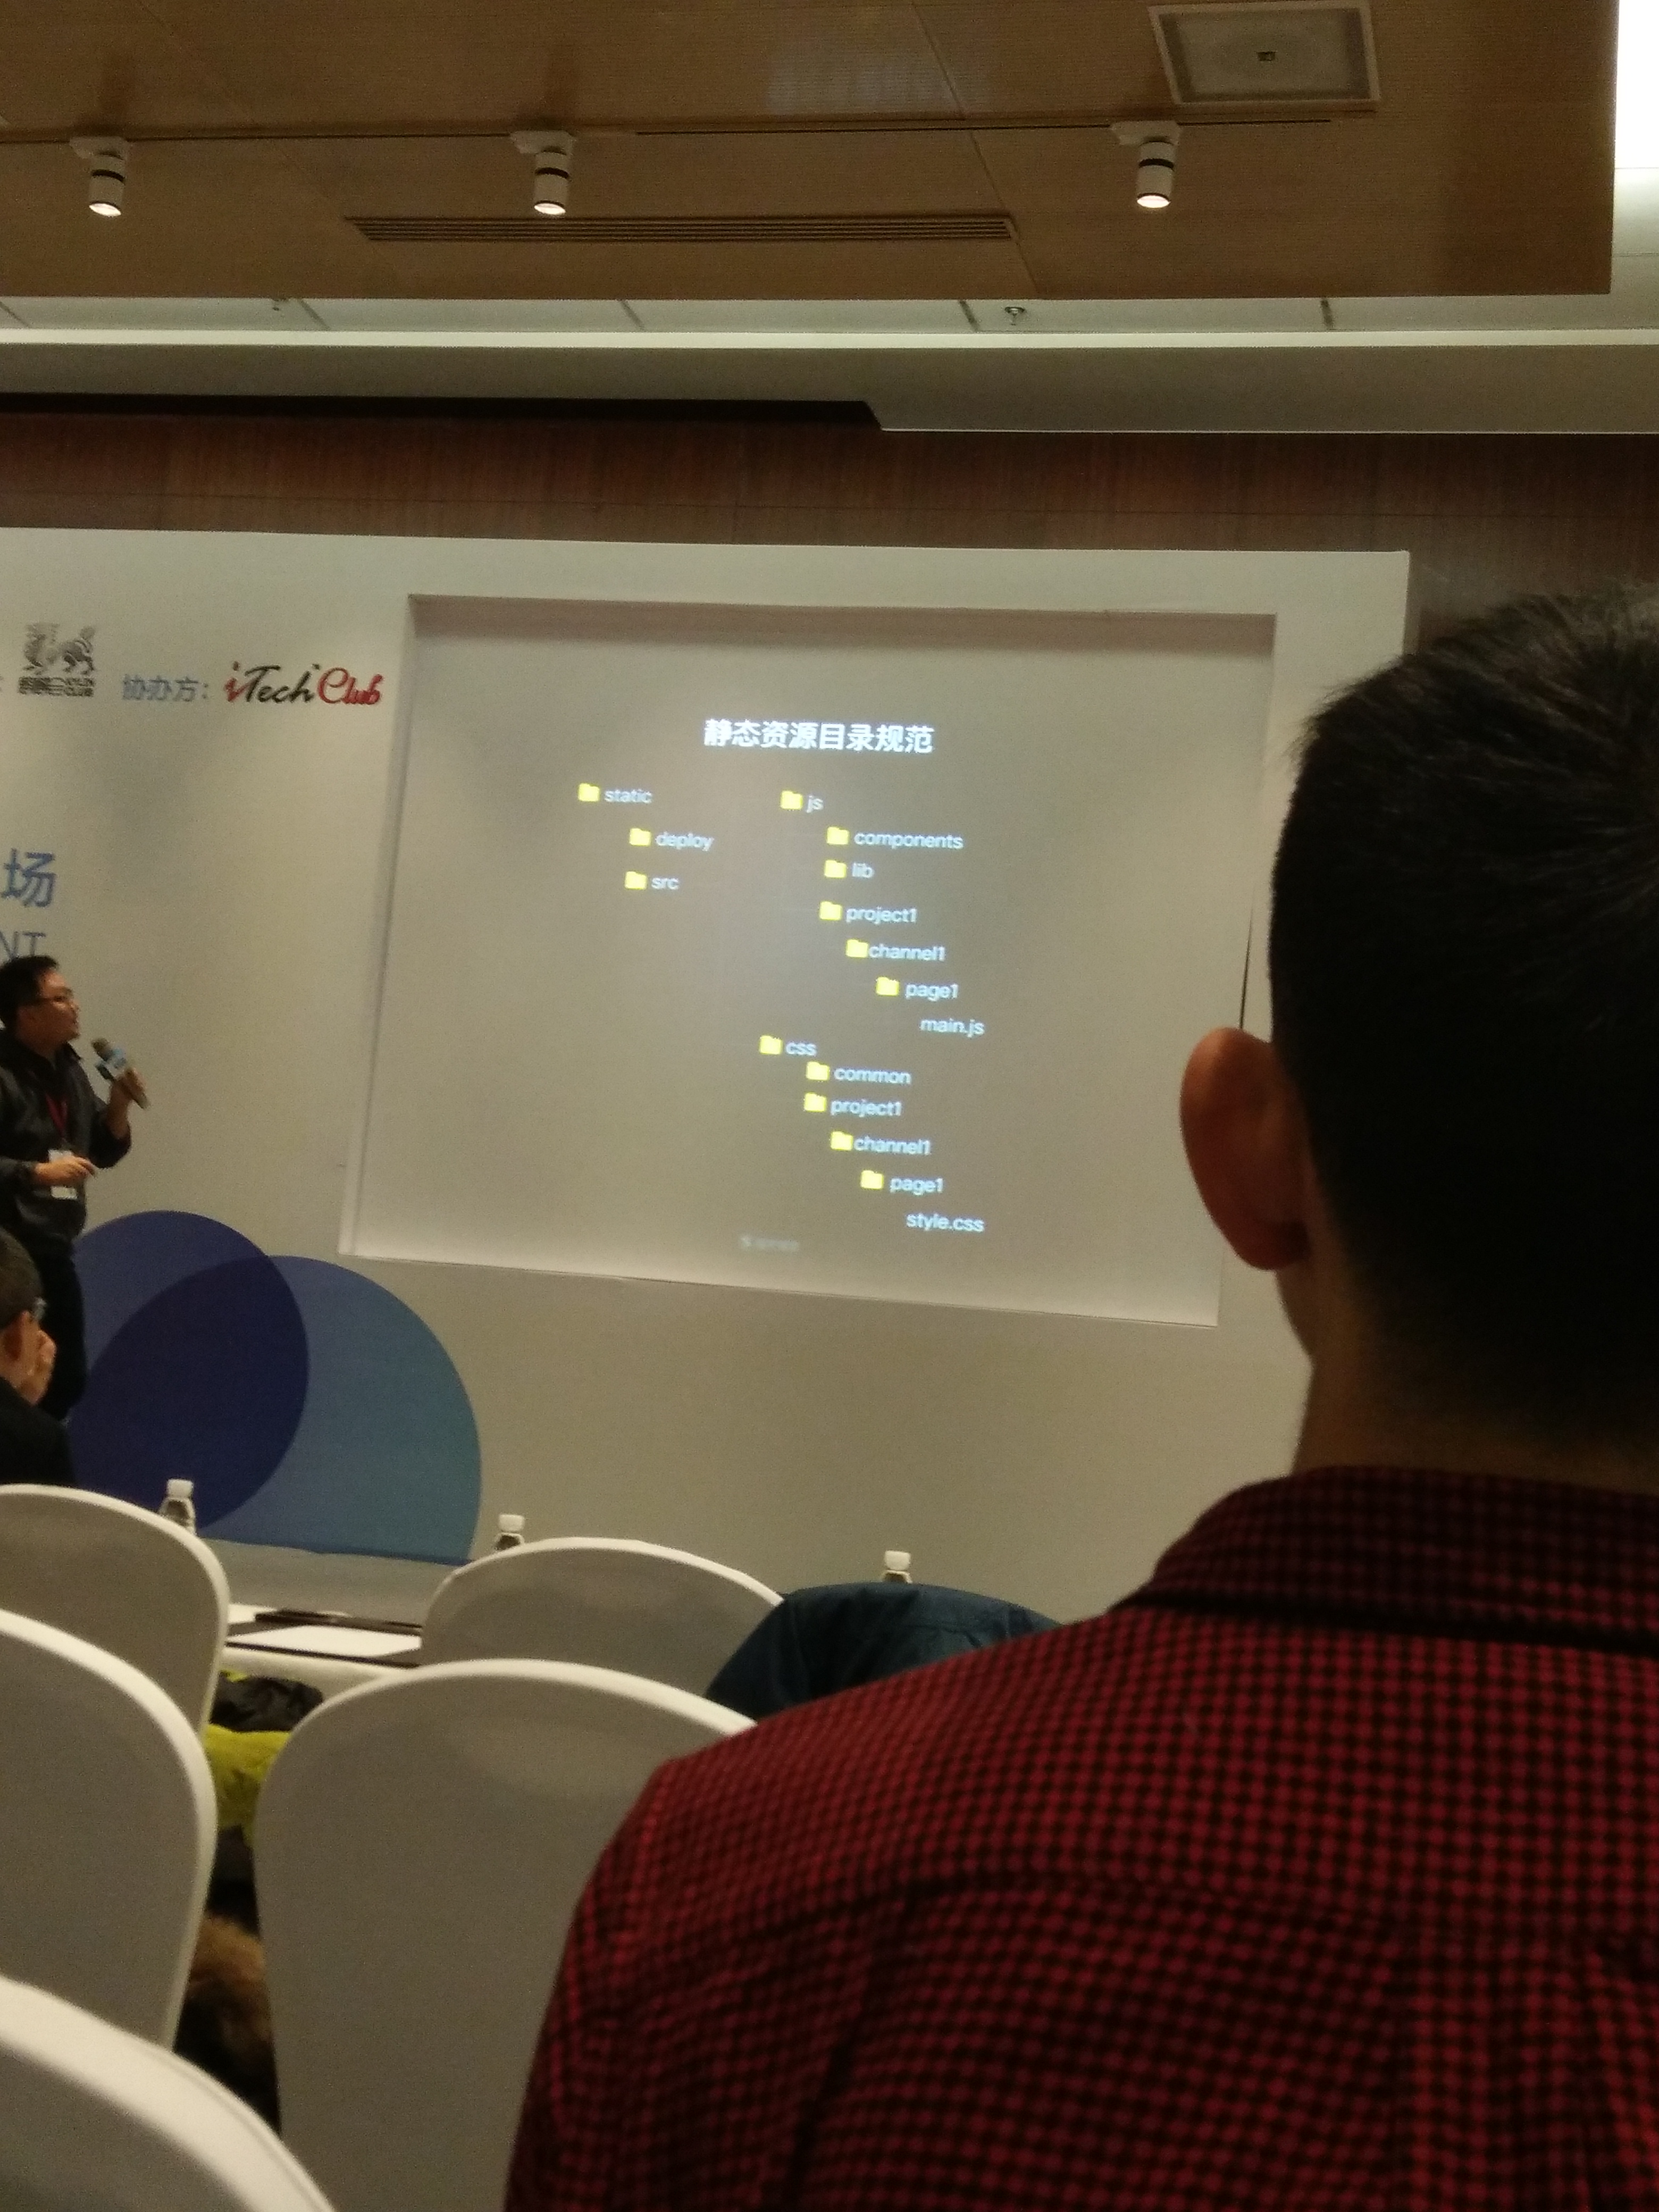 协办方：iTech Club
场
NT
静态资源目录规范
static
deploy
src
js
components
lib
project1
channel1
page1
main.js
css
common
project1
channel1
page1
style.css